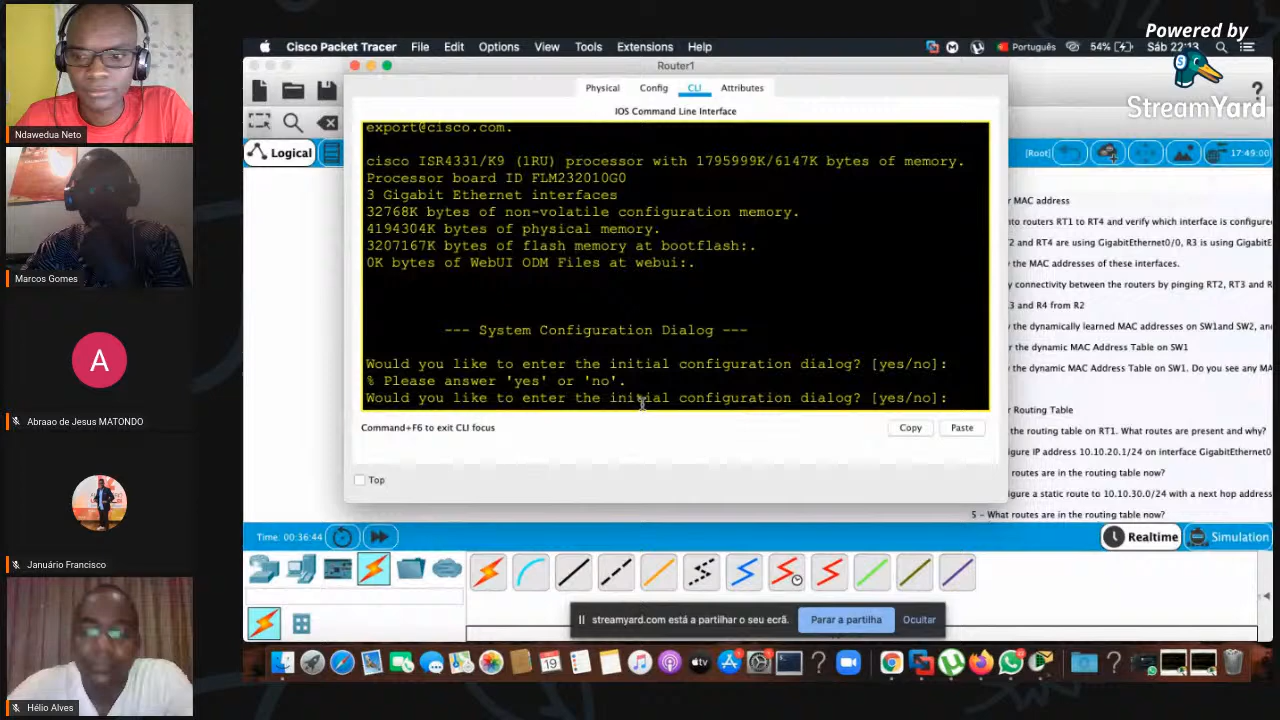 Powered by
StreamYard
Cisco Packet Tracer File Edit Options View Tools Extensions Help
Português 54% Sáb 22:13
Router1
Physical Config CLI Attributes
IOS Command Line Interface
export@cisco.com.
cisco ISR4331/K9 (1RU) processor with 1795999K/6147K bytes of memory.
Processor board ID FLM232010G0
3 Gigabit Ethernet interfaces
32768K bytes of non-volatile configuration memory.
4194304K bytes of physical memory.
3207167K bytes of flash memory at bootflash:.
0K bytes of WebUI ODM Files at webui:.
--- System Configuration Dialog ---
Would you like to enter the initial configuration dialog? [yes/no]:
% Please answer 'yes' or 'no'.
Would you like to enter the initial configuration dialog? [yes/no]:
Command+F6 to exit CLI focus
Copy Paste
Top
Logical
[Root] 17:49:00
r MAC address
nto routers RT1 to RT4 and verify which interface is configured
2 and RT4 are using GigabitEthernet0/0, R3 is using GigabitE
the MAC addresses of these interfaces.
y connectivity between the routers by pinging RT2, RT3 and R
3 and R4 from R2
y the dynamically learned MAC addresses on SW1and SW2, an
r the dynamic MAC Address Table on SW1
the dynamic MAC Address Table on SW1. Do you see any MA
r Routing Table
the routing table on RT1. What routes are present and why?
gure IP address 10.10.20.1/24 on interface GigabitEthernet0
routes are in the routing table now?
gure a static route to 10.10.30.0/24 with a next hop address
5 - What routes are in the routing table now?
Time: 00:36:44
Realtime Simulation
streamyard.com está a partilhar o seu ecrã. Parar a partilha Ocultar
19
Ndawedua Neto
Marcos Gomes
A
Abraao de Jesus MATONDO
Januário Francisco
Hélio Alves